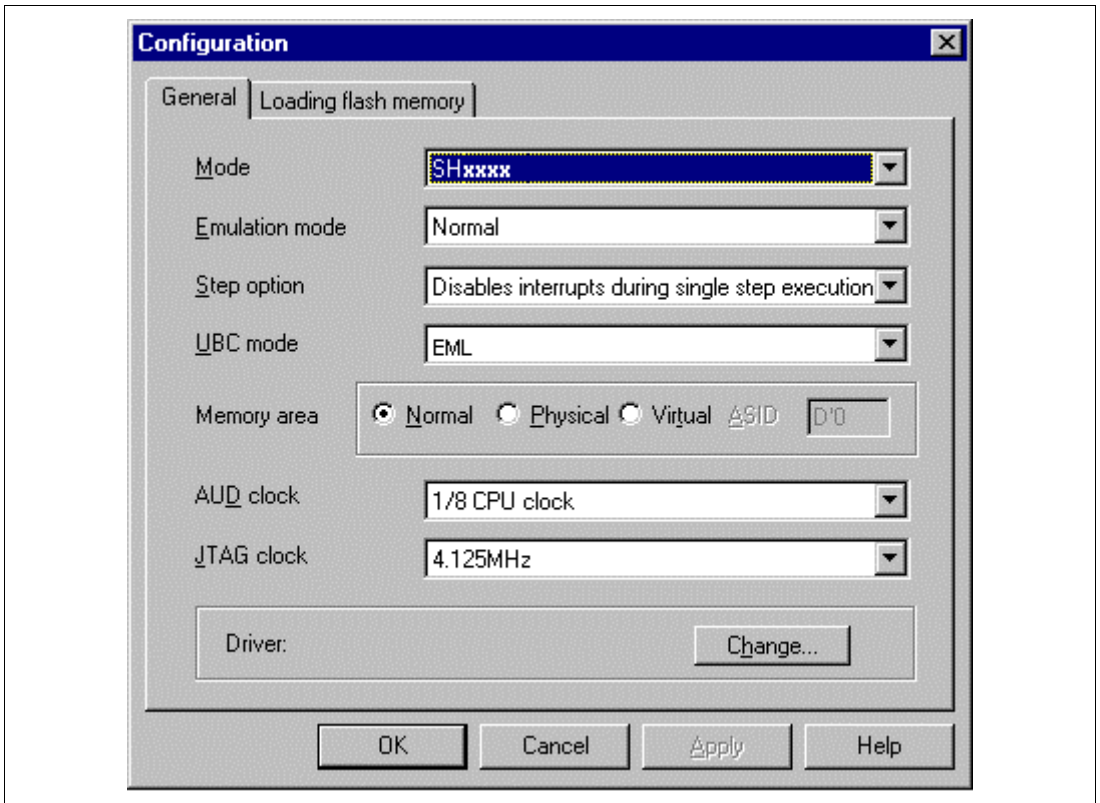 Configuration
General Loading flash memory
Mode SHxxxx
Emulation mode Normal
Step option Disables interrupts during single step execution
UBC mode EML
Memory area Normal Physical Virtual ASID D'0
AUD clock 1/8 CPU clock
JTAG clock 4.125MHz
Driver: Change...
OK Cancel Apply Help